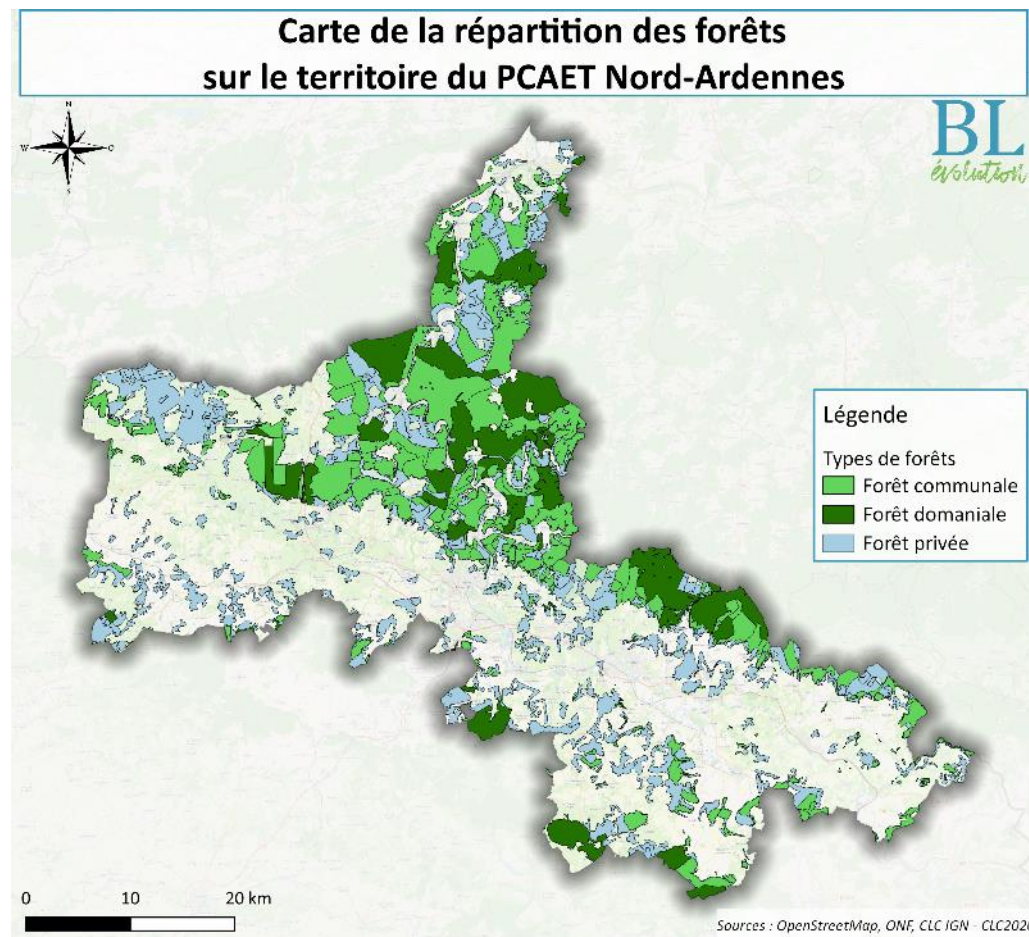 Carte de la répartition des forêts
sur le territoire du PCAET Nord-Ardennes
N
W
S
BL
évolution
Légende
Types de forêts
Forêt communale
Forêt domaniale
Forêt privée
0 10 20 km
Sources : OpenStreetMap, ONF, CLC IGN - CLC202